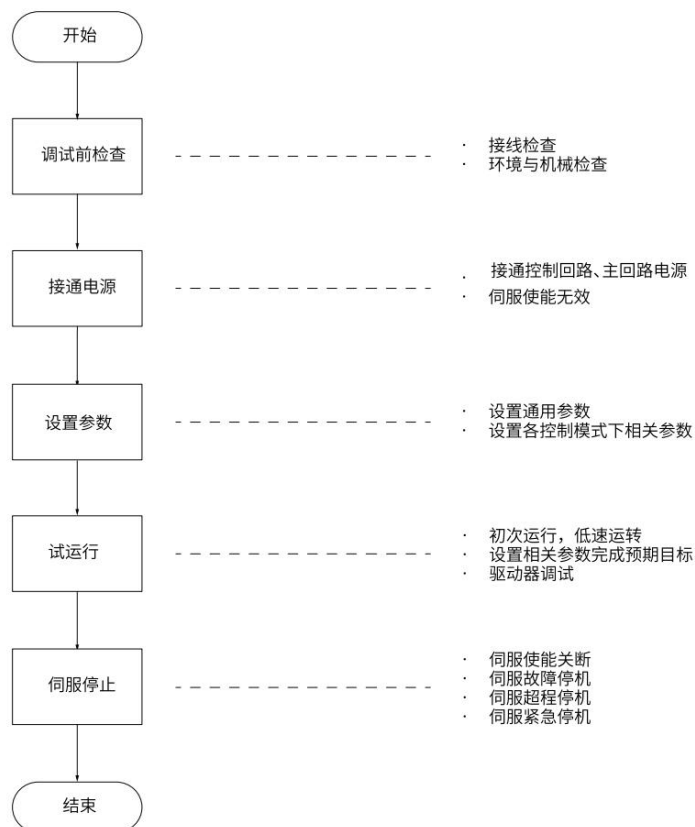 开始
调试前检查
· 接线检查
· 环境与机械检查
接通电源
· 接通控制回路、主回路电源
· 伺服使能无效
设置参数
· 设置通用参数
· 设置各控制模式下相关参数
试运行
· 初次运行，低速运转
· 设置相关参数完成预期目标
· 驱动器调试
伺服停止
· 伺服使能关断
· 伺服故障停机
· 伺服超程停机
· 伺服紧急停机
结束